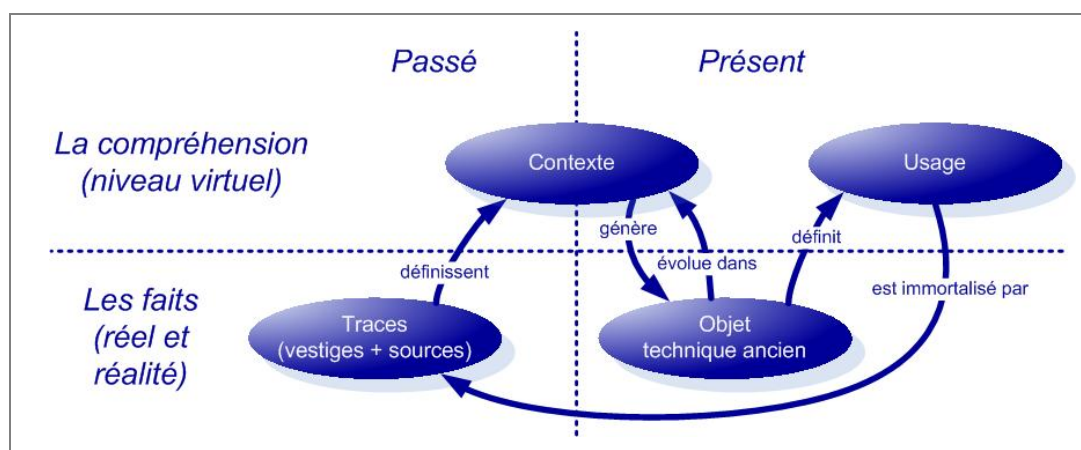 Passé
Présent
La compréhension
(niveau virtuel)
Contexte
Usage
génère
définit
évolue dans
définissent
est immortalisé par
Les faits
(réel et
réalité)
Traces
(vestiges + sources)
Objet
technique ancien